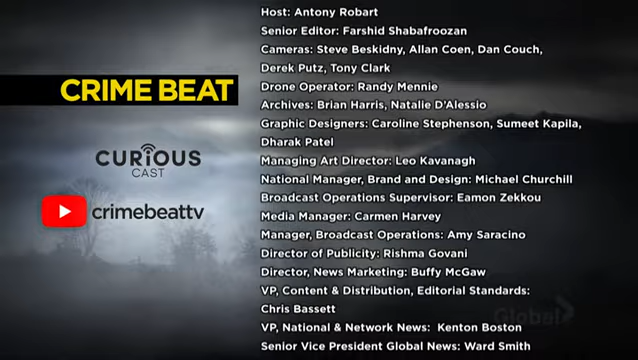 Host: Antony Robart
Senior Editor: Farshid Shabafroozan
Cameras: Steve Beskidny, Allan Coen, Dan Couch,
Derek Putz, Tony Clark
Drone Operator: Randy Mennie
Archives: Brian Harris, Natalie D'Alessio
Graphic Designers: Caroline Stephenson, Sumeet Kapila,
Dharak Patel
Managing Art Director: Leo Kavanagh
National Manager, Brand and Design: Michael Churchill
Broadcast Operations Supervisor: Eamon Zekkou
Media Manager: Carmen Harvey
Manager, Broadcast Operations: Amy Saracino
Director of Publicity: Rishma Govani
Director, News Marketing: Buffy McGaw
VP, Content & Distribution, Editorial Standards:
Chris Bassett
VP, National & Network News: Kenton Boston
Senior Vice President Global News: Ward Smith
CRIME BEAT
CURIOUS
CAST
crimebeattv
Global